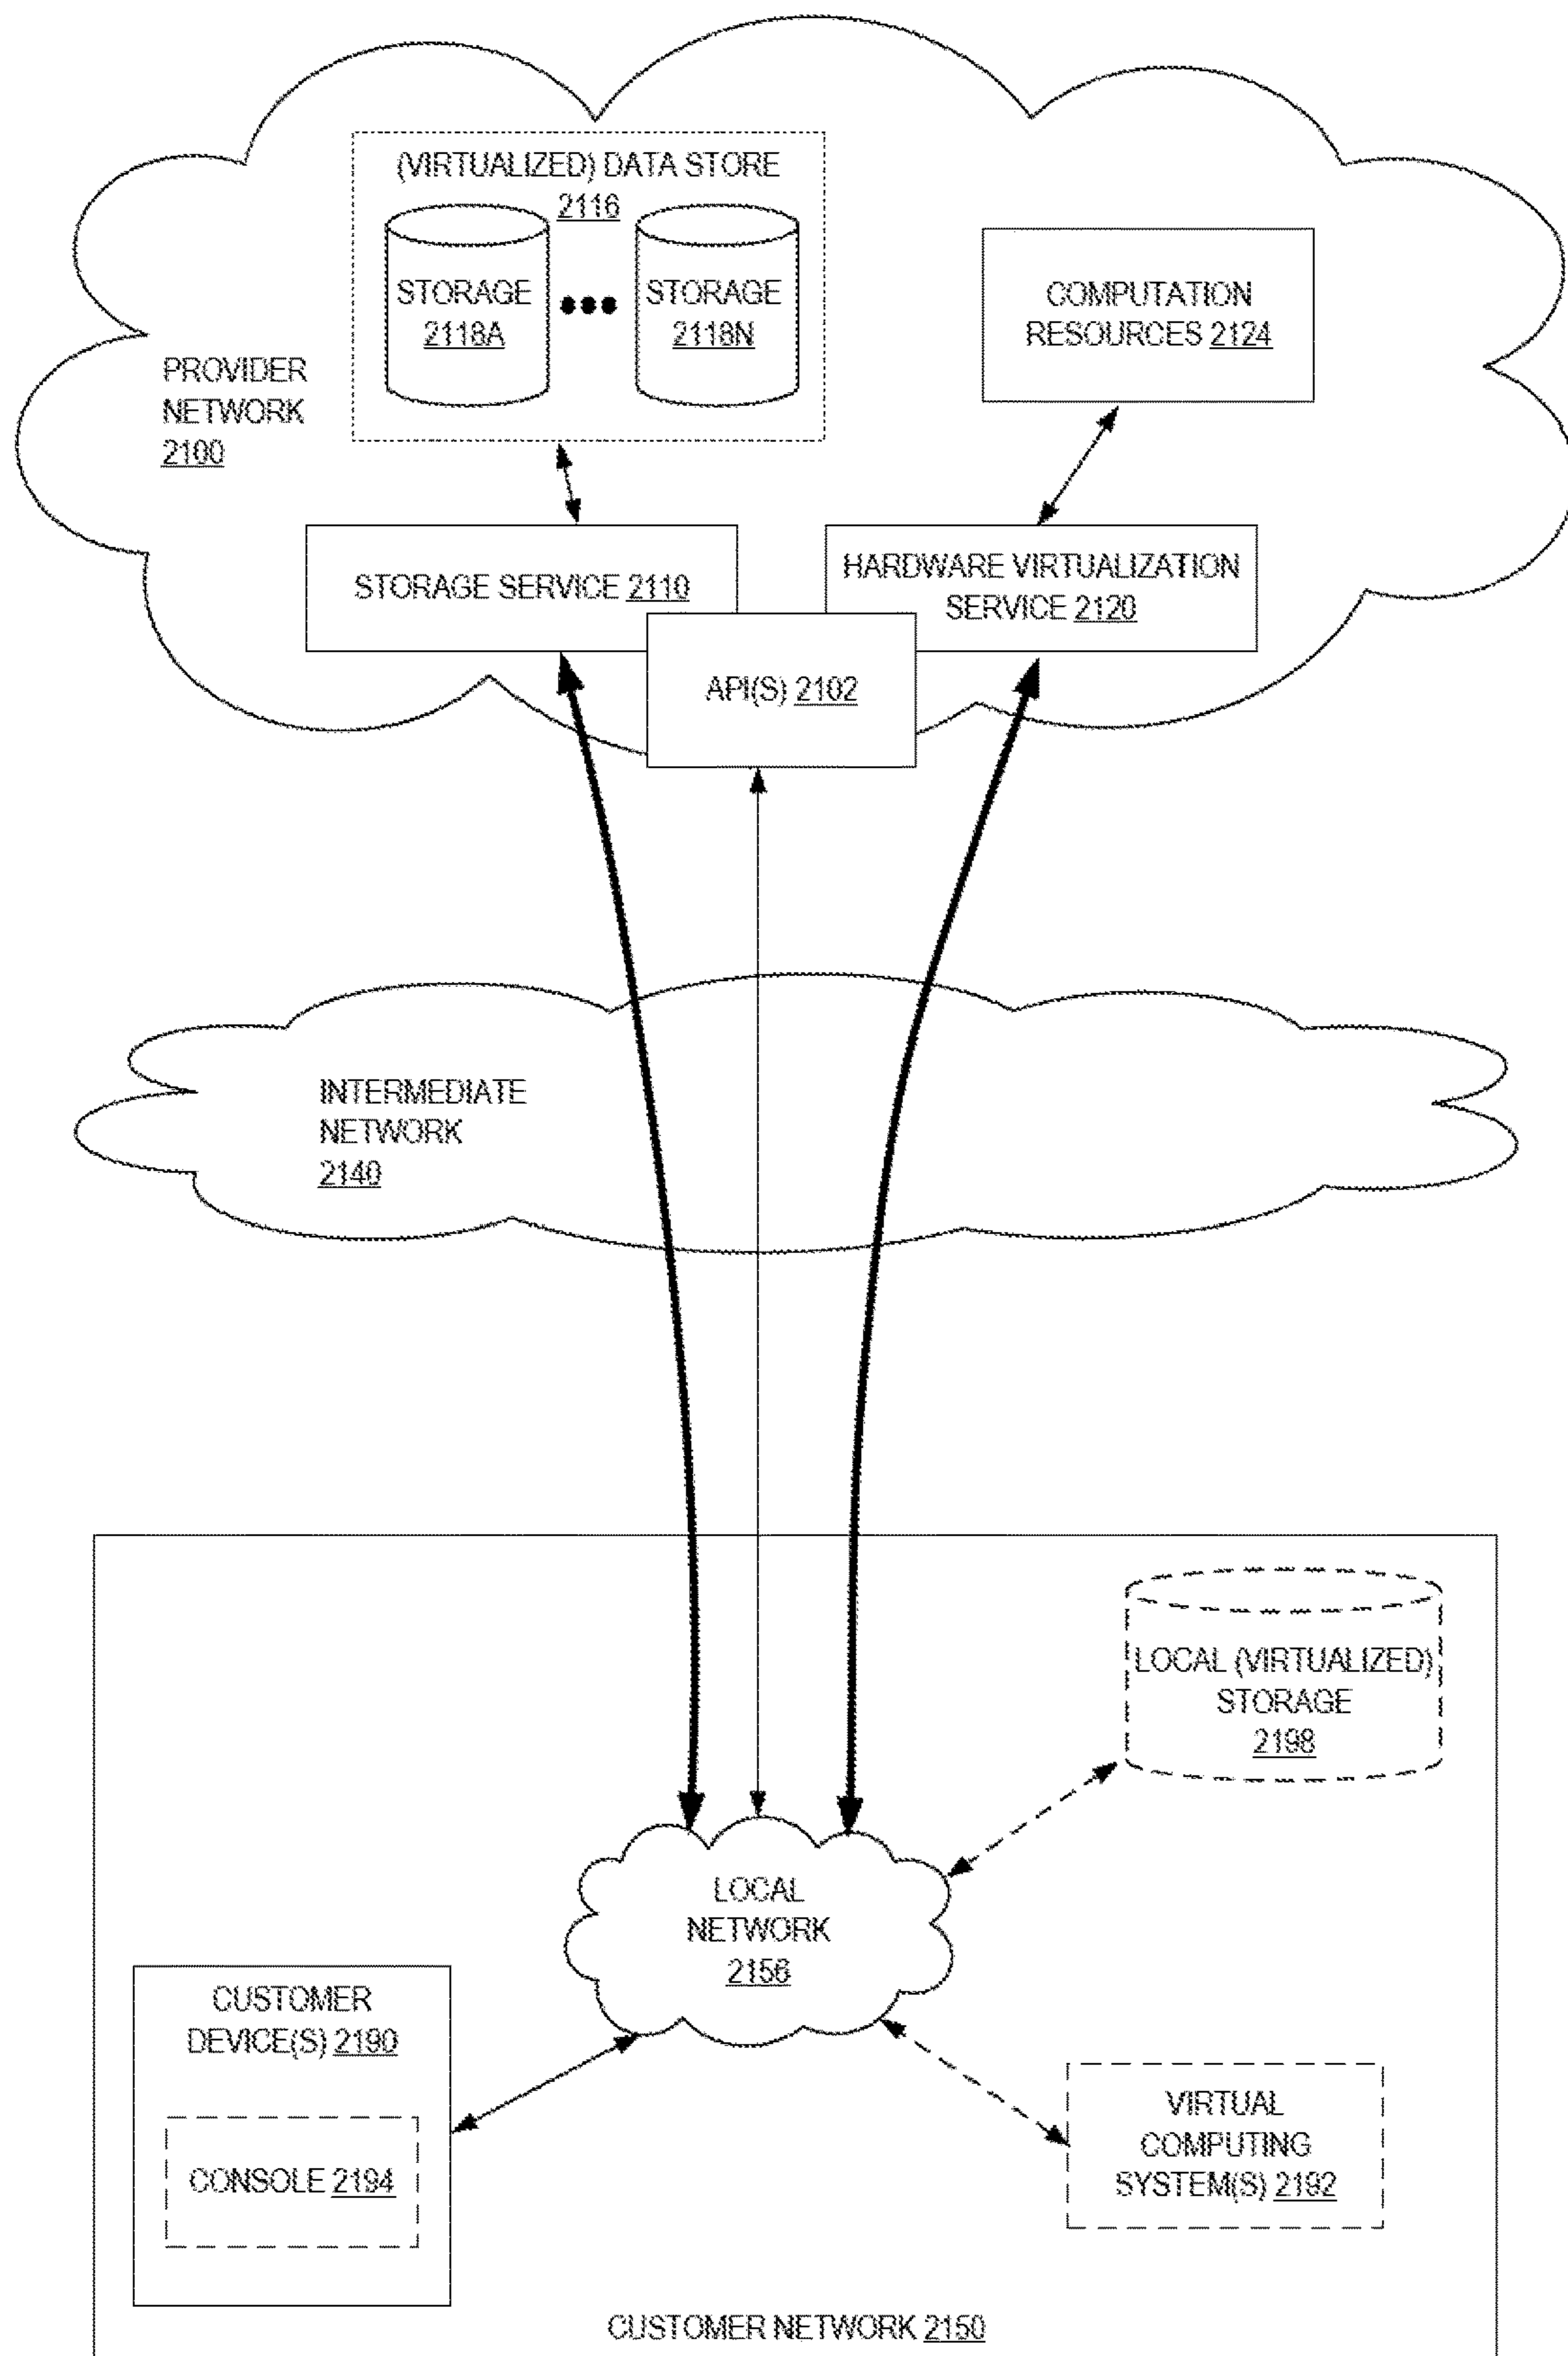 (VIRTUALIZED) DATA STORE
2116
STORAGE
2118A
STORAGE
2118N
COMPUTATION
RESOURCES 2124
PROVIDER
NETWORK
2100
STORAGE SERVICE 2110
HARDWARE VIRTUALIZATION
SERVICE 2120
API(S) 2102
INTERMEDIATE
NETWORK
2140
LOCAL (VIRTUALIZED)
STORAGE
2198
LOCAL
NETWORK
2156
CUSTOMER
DEVICE(S) 2190
CONSOLE 2194
VIRTUAL
COMPUTING
SYSTEM(S) 2192
CUSTOMER NETWORK 2150